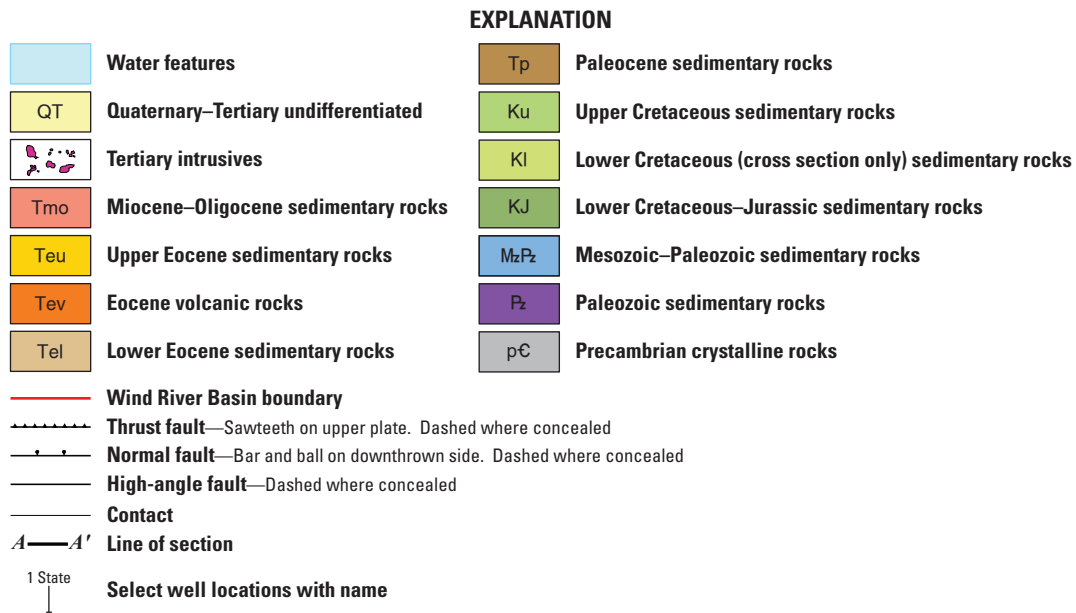 EXPLANATION
Water features
QT Quaternary–Tertiary undifferentiated
Tertiary intrusives
Tmo Miocene–Oligocene sedimentary rocks
Teu Upper Eocene sedimentary rocks
Tev Eocene volcanic rocks
Tel Lower Eocene sedimentary rocks
Tp Paleocene sedimentary rocks
Ku Upper Cretaceous sedimentary rocks
Kl Lower Cretaceous (cross section only) sedimentary rocks
KJ Lower Cretaceous–Jurassic sedimentary rocks
MzPz Mesozoic–Paleozoic sedimentary rocks
Pz Paleozoic sedimentary rocks
p€ Precambrian crystalline rocks
Wind River Basin boundary
Thrust fault—Sawteeth on upper plate. Dashed where concealed
Normal fault—Bar and ball on downthrown side. Dashed where concealed
High-angle fault—Dashed where concealed
Contact
A A' Line of section
1 State
Select well locations with name